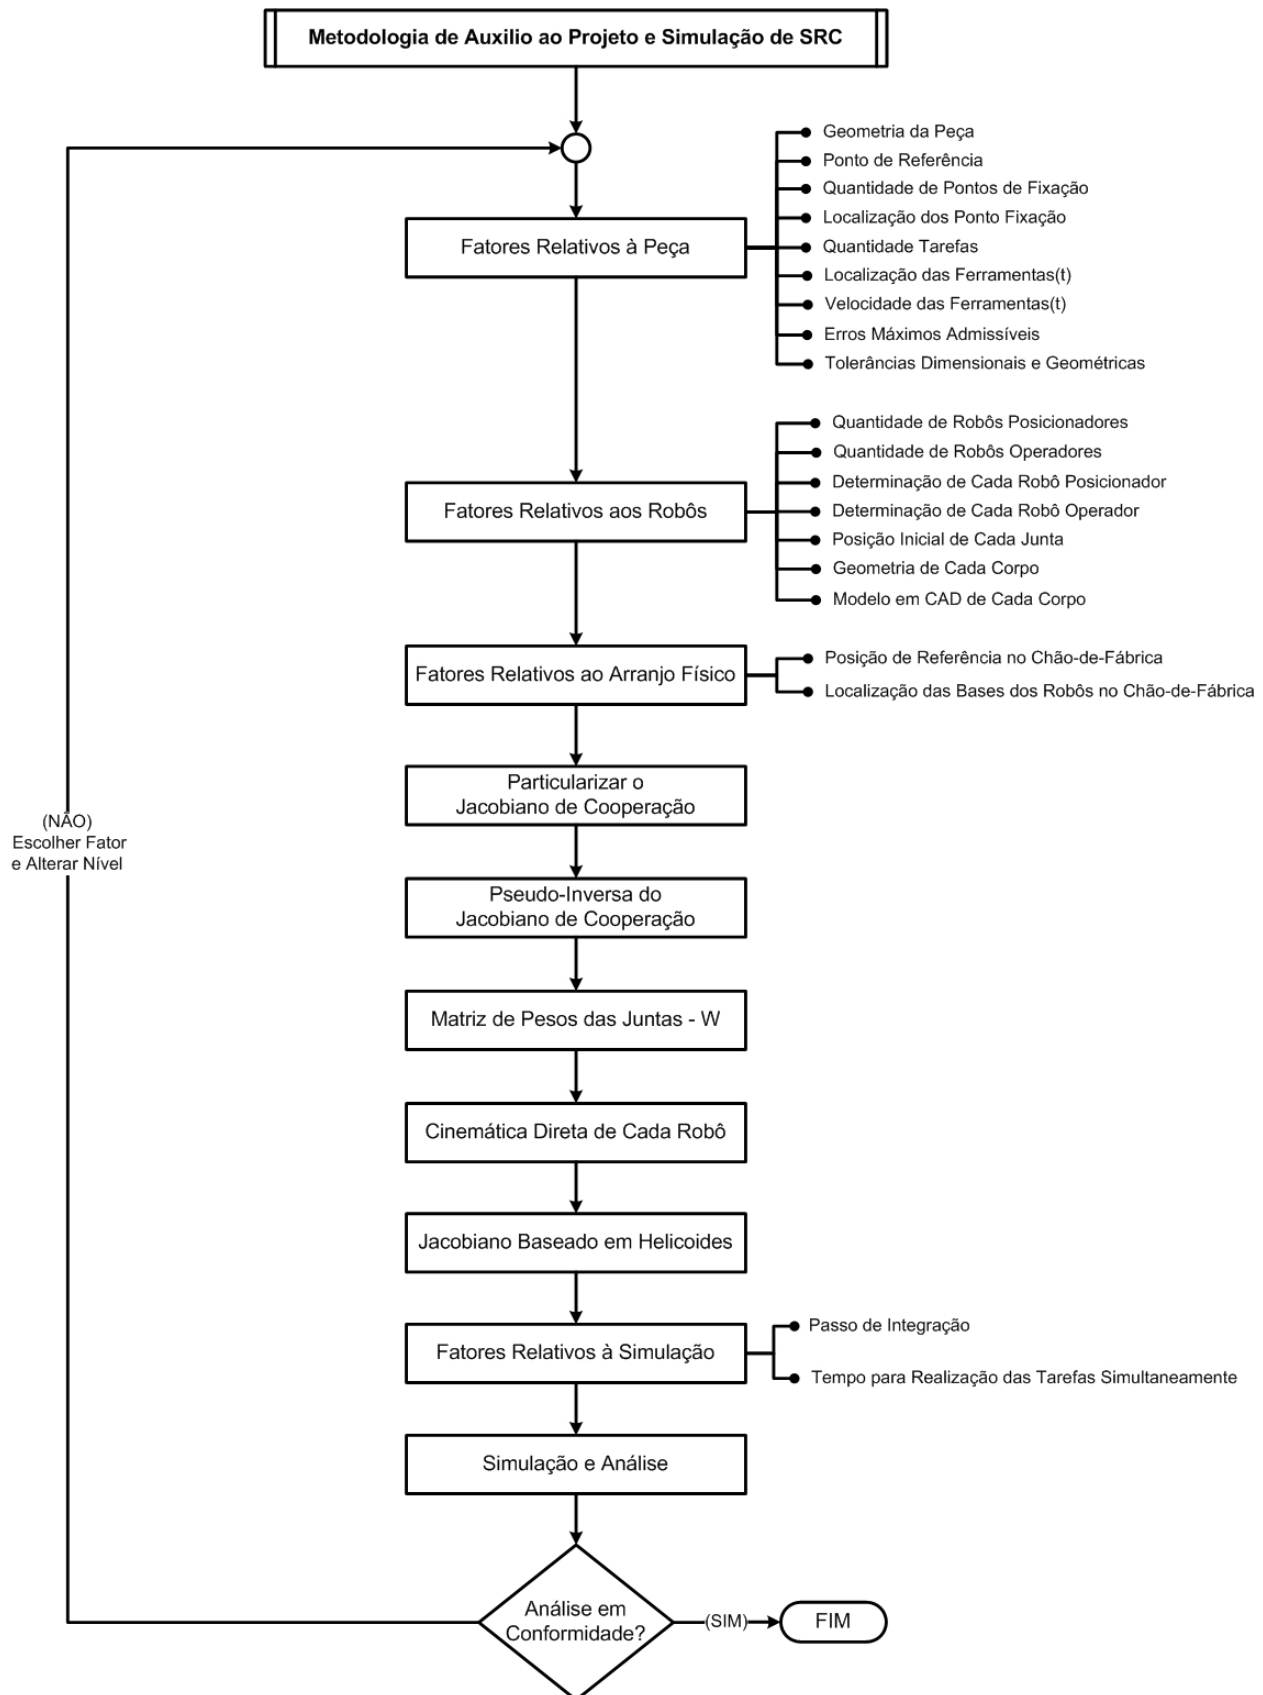 Metodologia de Auxilio ao Projeto e Simulação de SRC
Geometria da Peça
Ponto de Referência
Quantidade de Pontos de Fixação
Localização dos Ponto Fixação
Fatores Relativos à Peça
Quantidade Tarefas
Localização das Ferramentas(t)
Velocidade das Ferramentas(t)
Erros Máximos Admissíveis
Tolerâncias Dimensionais e Geométricas
Quantidade de Robôs Posicionadores
Quantidade de Robôs Operadores
Determinação de Cada Robô Posicionador
Fatores Relativos aos Robôs
Determinação de Cada Robô Operador
Posição Inicial de Cada Junta
Geometria de Cada Corpo
Modelo em CAD de Cada Corpo
Fatores Relativos ao Arranjo Físico
Posição de Referência no Chão-de-Fábrica
Localização das Bases dos Robôs no Chão-de-Fábrica
Particularizar o
Jacobiano de Cooperação
(NÃO)
Escolher Fator
e Alterar Nível
Pseudo-Inversa do
Jacobiano de Cooperação
Matriz de Pesos das Juntas - W
Cinemática Direta de Cada Robô
Jacobiano Baseado em Helicoides
Fatores Relativos à Simulação
Passo de Integração
Tempo para Realização das Tarefas Simultaneamente
Simulação e Análise
Análise em
Conformidade?
(SIM)
FIM